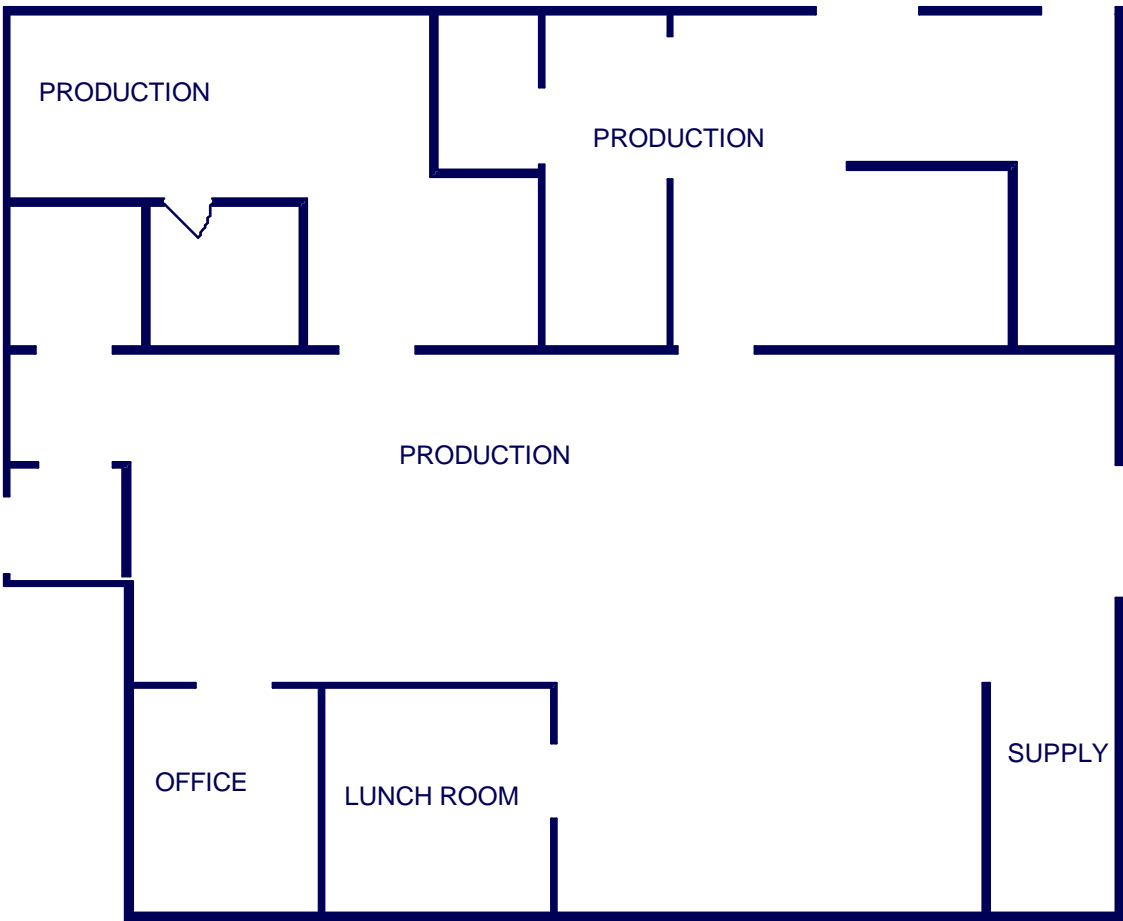 PRODUCTION
PRODUCTION
PRODUCTION
OFFICE
LUNCH ROOM
SUPPLY